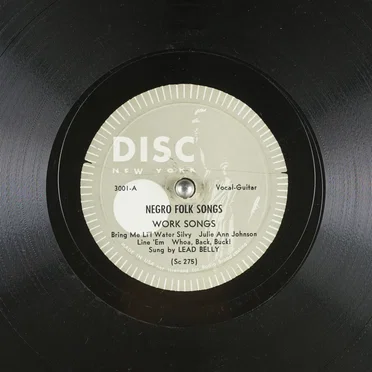 DISC
NEW YORK
3001-A Vocal-Guitar
NEGRO FOLK SONGS
WORK SONGS
Bring Me Li'l Water Silvy Julie Ann Johnson
Line 'Em Whoa, Back, Buck!
Sung by LEAD BELLY
(Sc 275)